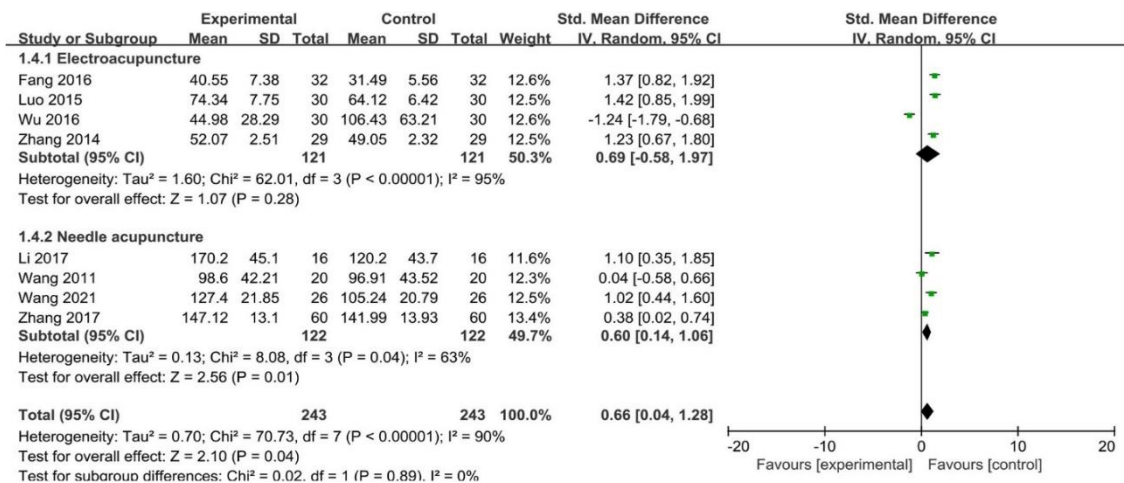 Experimental Control Std. Mean Difference Std. Mean Difference
Study or Subgroup Mean SD Total Mean SD Total Weight IV, Random, 95% CI IV, Random, 95% CI
1.4.1 Electroacupuncture
Fang 2016 40.55 7.38 32 31.49 5.56 32 12.6% 1.37 [0.82, 1.92]
Luo 2015 74.34 7.75 30 64.12 6.42 30 12.5% 1.42 [0.85, 1.99]
Wu 2016 44.98 28.29 30 106.43 63.21 30 12.6% -1.24 [-1.79, -0.68]
Zhang 2014 52.07 2.51 29 49.05 2.32 29 12.5% 1.23 [0.67, 1.80]
Subtotal (95% CI) 121 121 50.3% 0.69 [-0.58, 1.97]
Heterogeneity: Tau² = 1.60; Chi² = 62.01, df = 3 (P < 0.00001); I² = 95%
Test for overall effect: Z = 1.07 (P = 0.28)
1.4.2 Needle acupuncture
Li 2017 170.2 45.1 16 120.2 43.7 16 11.6% 1.10 [0.35, 1.85]
Wang 2011 98.6 42.21 20 96.91 43.52 20 12.3% 0.04 [-0.58, 0.66]
Wang 2021 127.4 21.85 26 105.24 20.79 26 12.5% 1.02 [0.44, 1.60]
Zhang 2017 147.12 13.1 60 141.99 13.93 60 13.4% 0.38 [0.02, 0.74]
Subtotal (95% CI) 122 122 49.7% 0.60 [0.14, 1.06]
Heterogeneity: Tau² = 0.13; Chi² = 8.08, df = 3 (P = 0.04); I² = 63%
Test for overall effect: Z = 2.56 (P = 0.01)
Total (95% CI) 243 243 100.0% 0.66 [0.04, 1.28]
Heterogeneity: Tau² = 0.70; Chi² = 70.73, df = 7 (P < 0.00001); I² = 90%
Test for overall effect: Z = 2.10 (P = 0.04)
Test for subgroup differences: Chi² = 0.02, df = 1 (P = 0.89), I² = 0%
-20 -10 0 10 20
Favours [experimental] Favours [control]